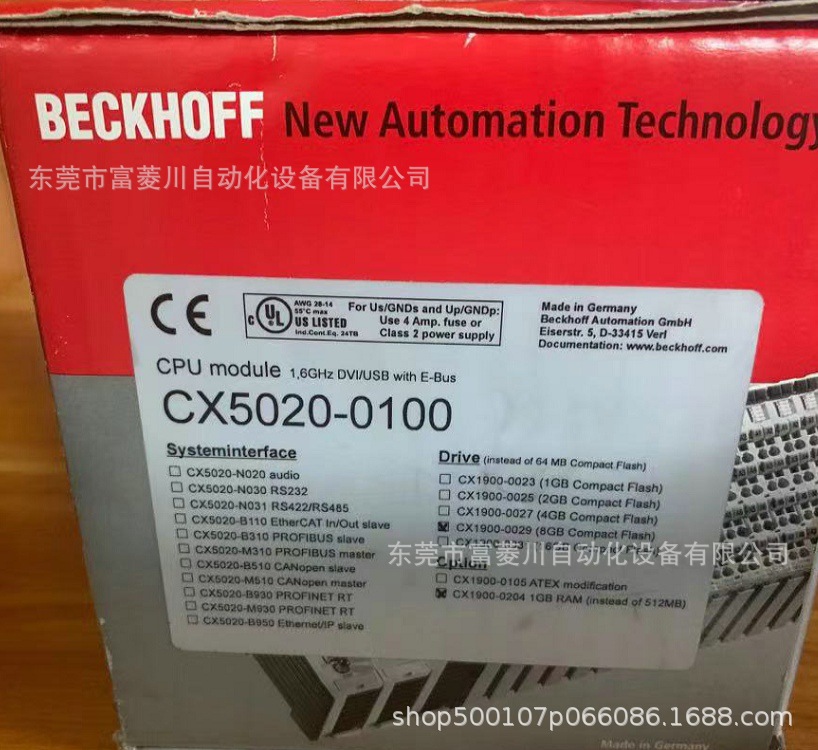 BECKHOFF New Automation Technology
东莞市富菱川自动化设备有限公司
CE
c UL US LISTED
AWG 28-14
55°C max
Ind.Cont.Eq. 24TB
For Us/GNDs and Up/GNDp:
Use 4 Amp. fuse or
Class 2 power supply
Made in Germany
Beckhoff Automation GmbH
Eiserstr. 5, D-33415 Verl
Documentation: www.beckhoff.com
CPU module 1,6GHz DVI/USB with E-Bus
CX5020-0100
Systeminterface
CX5020-N020 audio
CX5020-N030 RS232
CX5020-N031 RS422/RS485
CX5020-B110 EtherCAT In/Out slave
CX5020-B310 PROFIBUS slave
CX5020-M310 PROFIBUS master
CX5020-B510 CANopen slave
CX5020-M510 CANopen master
CX5020-B930 PROFINET RT
CX5020-M930 PROFINET RT
CX5020-B950 Ethernet/IP slave
Drive (instead of 64 MB Compact Flash)
CX1900-0023 (1GB Compact Flash)
CX1900-0025 (2GB Compact Flash)
CX1900-0027 (4GB Compact Flash)
CX1900-0029 (8GB Compact Flash)
东莞市富菱川自动化设备有限公司
Option
CX1900-0105 ATEX modification
CX1900-0204 1GB RAM (instead of 512MB)
shop500107p066086.1688.com
Made in Germany